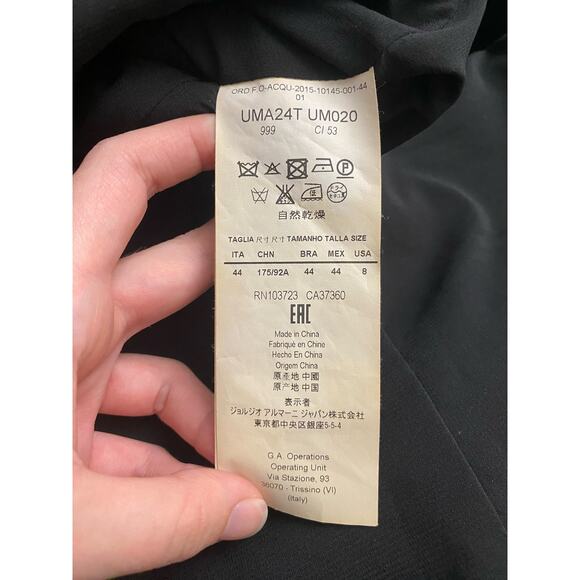 ORD F.O-ACQU-2015-10145-001-44
01
UMA24T UM020
999 CI 53
自然乾燥
TAGLIA 尺寸 尺寸 TAMANHO TALLA SIZE
ITA CHN BRA MEX USA
44 175/92A 44 44 8
RN103723 CA37360
EAC
Made in China
Fabriqué en Chine
Hecho En China
Origem China
原產地 中國
原产地 中国
表示者
ジョルジオ アルマーニ ジャパン株式会社
東京都中央区銀座5-5-4
G.A. Operations
Operating Unit
Via Stazione, 93
36070 - Trissino (VI)
(Italy)